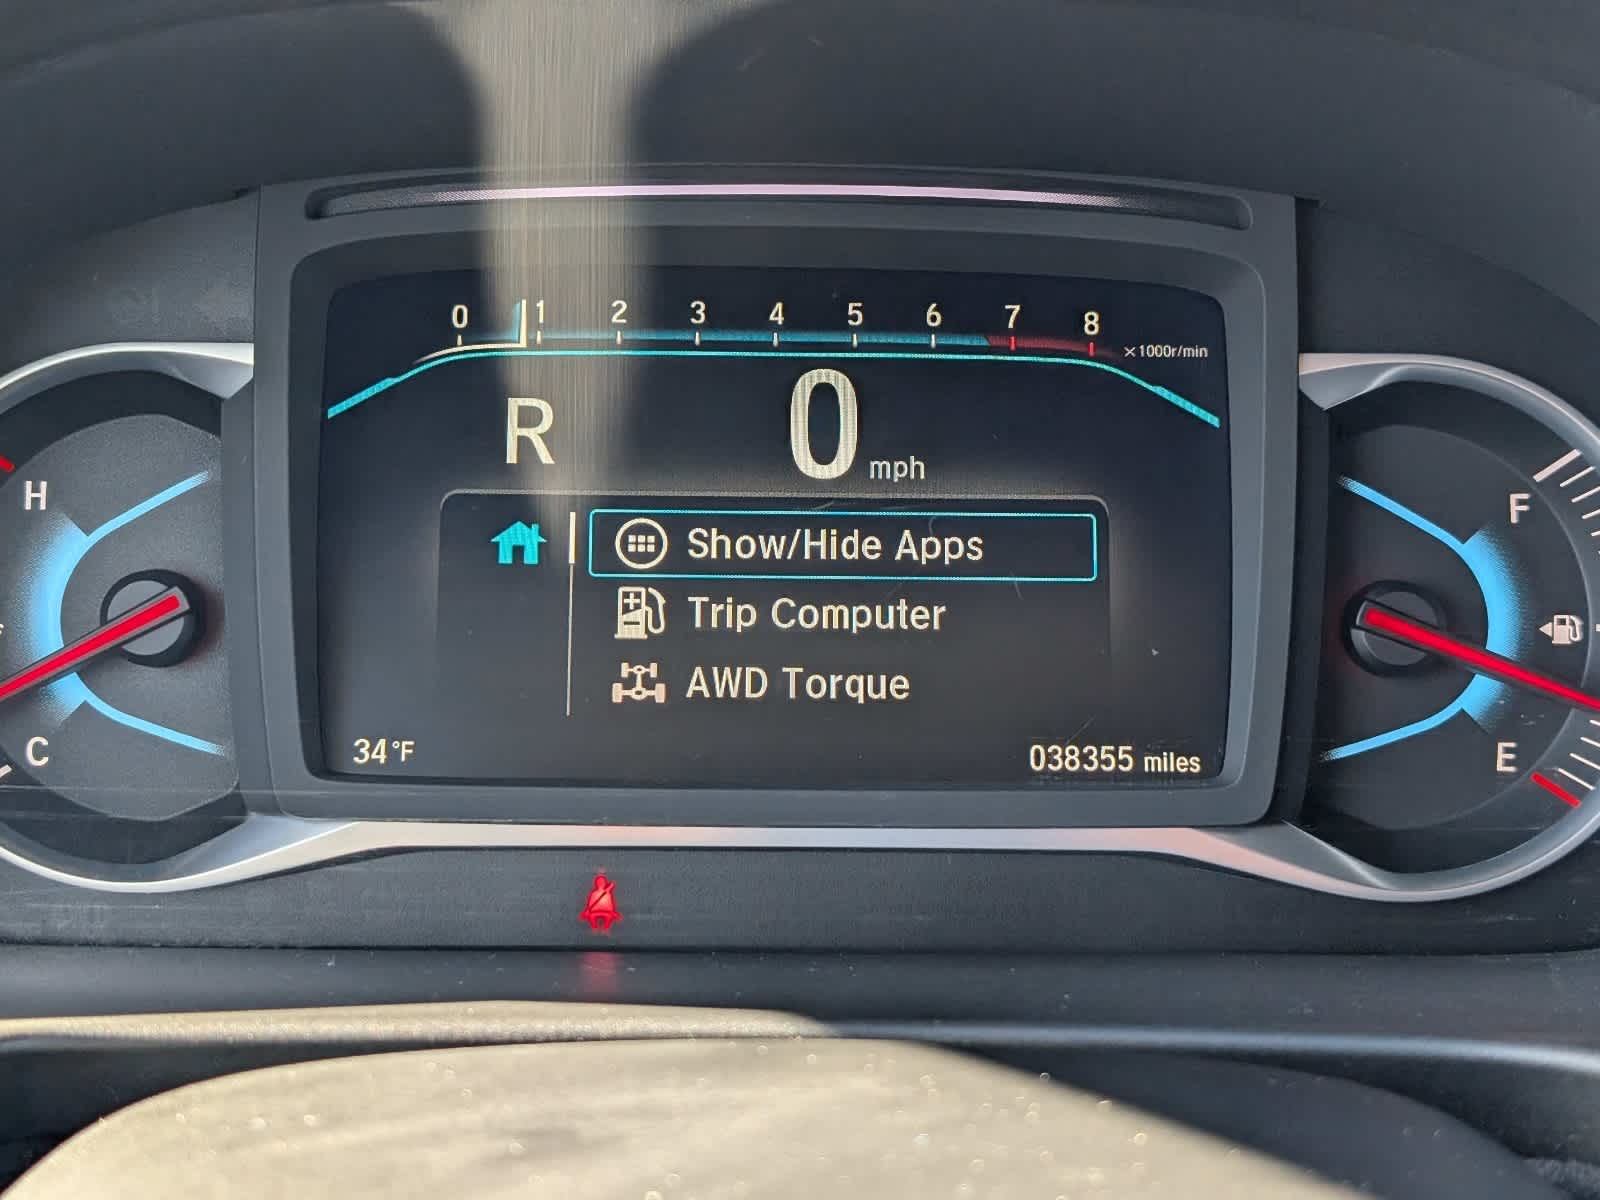 0 1 2 3 4 5 6 7 8
×1000r/min
R 0 mph
H
F
Show/Hide Apps
Trip Computer
AWD Torque
C
E
34°F
038355 miles